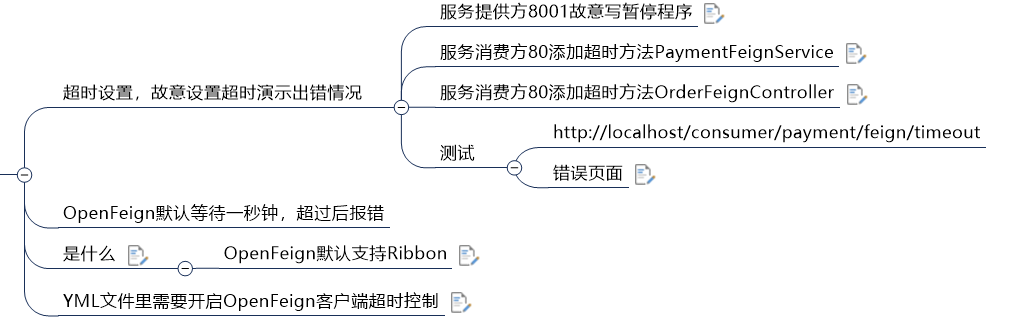 服务提供方8001故意写暂停程序
服务消费方80添加超时方法PaymentFeignService
超时设置，故意设置超时演示出错情况
服务消费方80添加超时方法OrderFeignController
测试
http://localhost/consumer/payment/feign/timeout
错误页面
OpenFeign默认等待一秒钟，超过后报错
是什么
OpenFeign默认支持Ribbon
YML文件里需要开启OpenFeign客户端超时控制